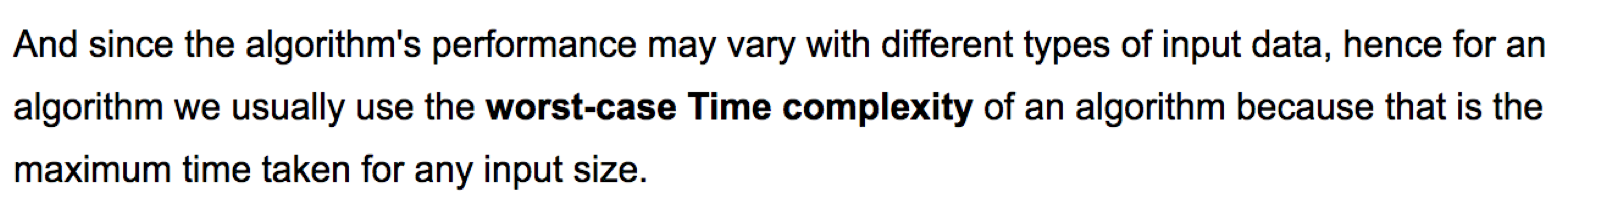 And since the algorithm's performance may vary with different types of input data, hence for an
algorithm we usually use the worst-case Time complexity of an algorithm because that is the
maximum time taken for any input size.